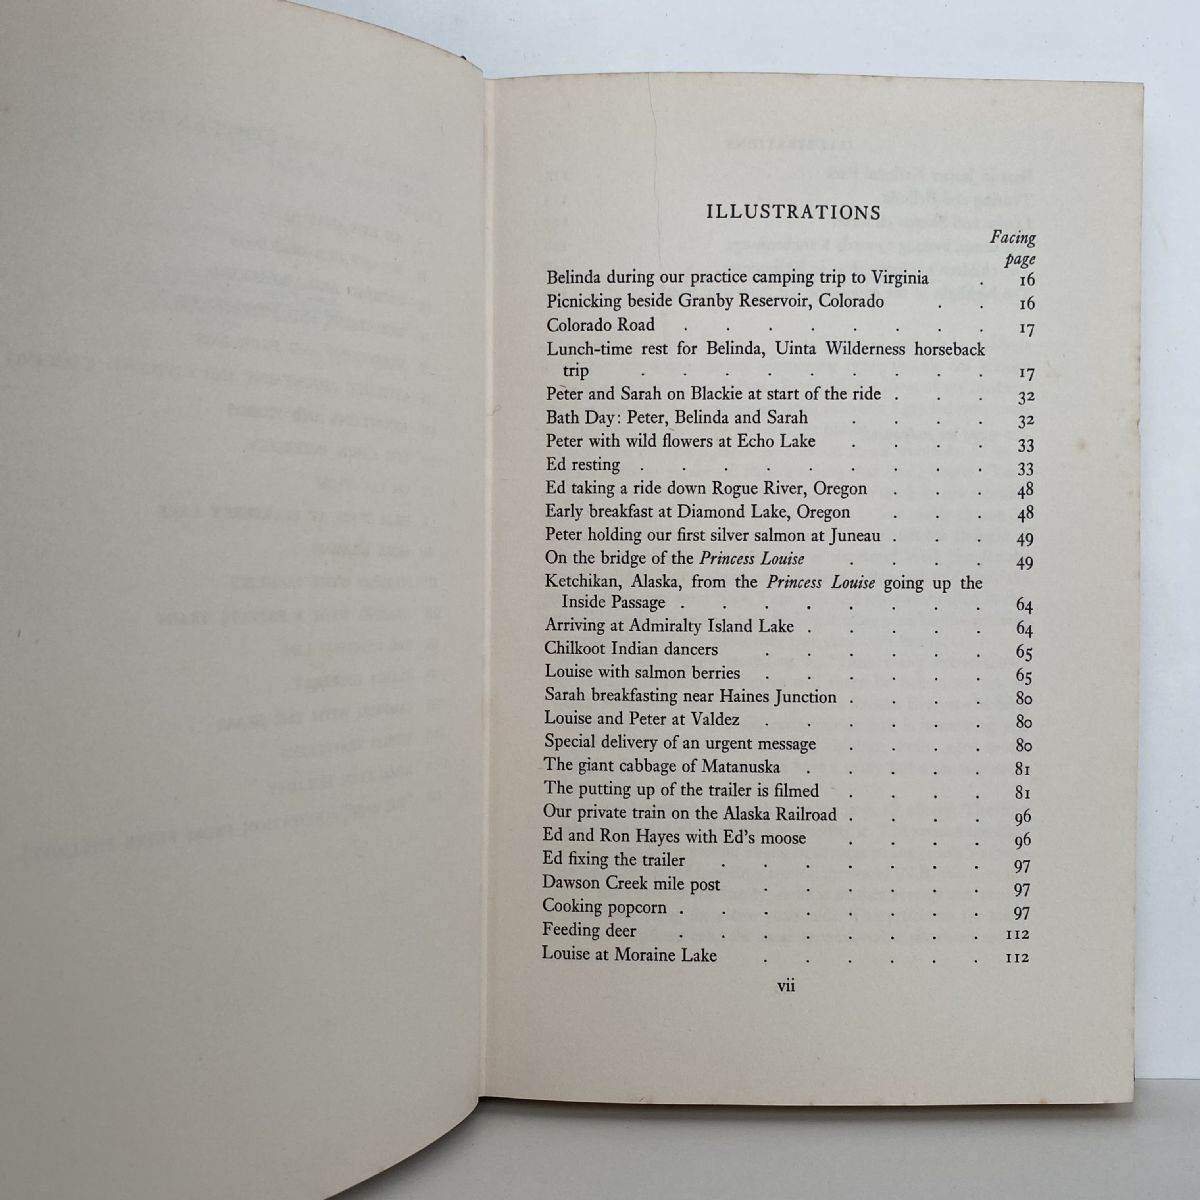 ILLUSTRATIONS
Facing
page
Belinda during our practice camping trip to Virginia . 16
Picnicking beside Granby Reservoir, Colorado . . 16
Colorado Road . . . . . . . . 17
Lunch-time rest for Belinda, Uinta Wilderness horseback
trip . . . . . . . . . 17
Peter and Sarah on Blackie at start of the ride . . . 32
Bath Day: Peter, Belinda and Sarah . . . . 32
Peter with wild flowers at Echo Lake . . . . 33
Ed resting . . . . . . . . . 33
Ed taking a ride down Rogue River, Oregon . . . 48
Early breakfast at Diamond Lake, Oregon . . . 48
Peter holding our first silver salmon at Juneau . . . 49
On the bridge of the Princess Louise . . . . 49
Ketchikan, Alaska, from the Princess Louise going up the
Inside Passage . . . . . . . . 64
Arriving at Admiralty Island Lake . . . . . 64
Chilkoot Indian dancers . . . . . . 65
Louise with salmon berries . . . . . . 65
Sarah breakfasting near Haines Junction . . . . 80
Louise and Peter at Valdez . . . . . . 80
Special delivery of an urgent message . . . . 80
The giant cabbage of Matanuska . . . . . 81
The putting up of the trailer is filmed . . . . 81
Our private train on the Alaska Railroad . . . . 96
Ed and Ron Hayes with Ed's moose . . . . 96
Ed fixing the trailer . . . . . . . 97
Dawson Creek mile post . . . . . . 97
Cooking popcorn . . . . . . . . 97
Feeding deer . . . . . . . . 112
Louise at Moraine Lake . . . . . . 112
vii